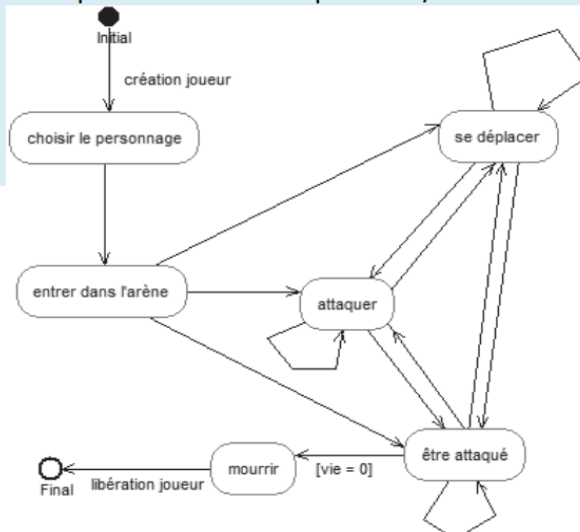 Initial
création joueur
choisir le personnage
se déplacer
entrer dans l'arène
attaquer
être attaqué
mourrir
[vie = 0]
libération joueur
Final